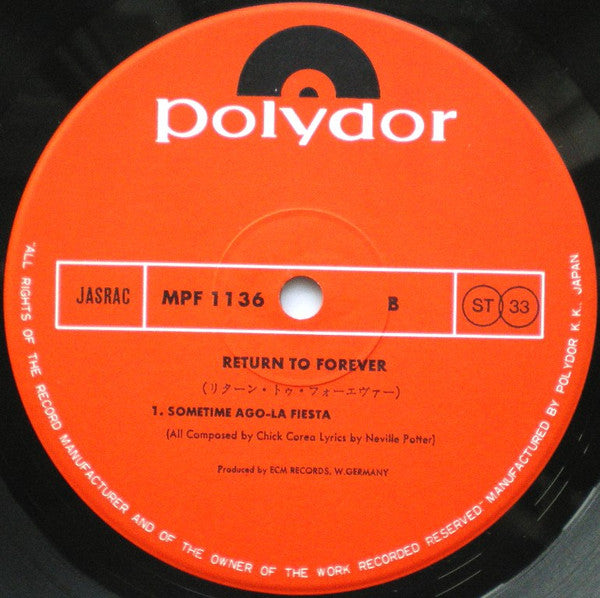 polydor
JASRAC MPF 1136 B ST 33
RETURN TO FOREVER
(リターン・トゥ・フォーエヴァー)
1. SOMETIME AGO-LA FIESTA
(All Composed by Chick Corea Lyrics by Neville Potter)
Produced by ECM RECORDS, W.GERMANY
"ALL RIGHTS OF THE RECORD MANUFACTURER AND OF THE OWNER OF THE WORK RECORDED RESERVED" MANUFACTURED BY POLYDOR K.K., JAPAN